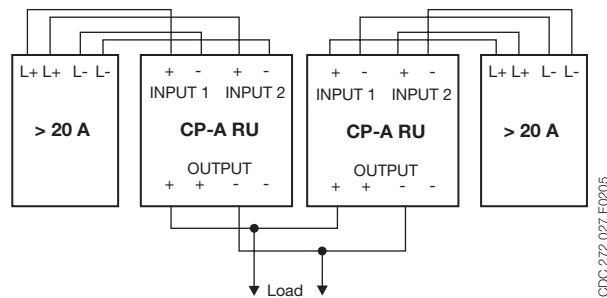 L+ L+ L- L-
> 20 A
+ - + -
INPUT 1 INPUT 2
CP-A RU
OUTPUT
+ + - -
+ - + -
INPUT 1 INPUT 2
CP-A RU
OUTPUT
+ + - -
L+ L+ L- L-
> 20 A
Load
CDC 272 027 F0205